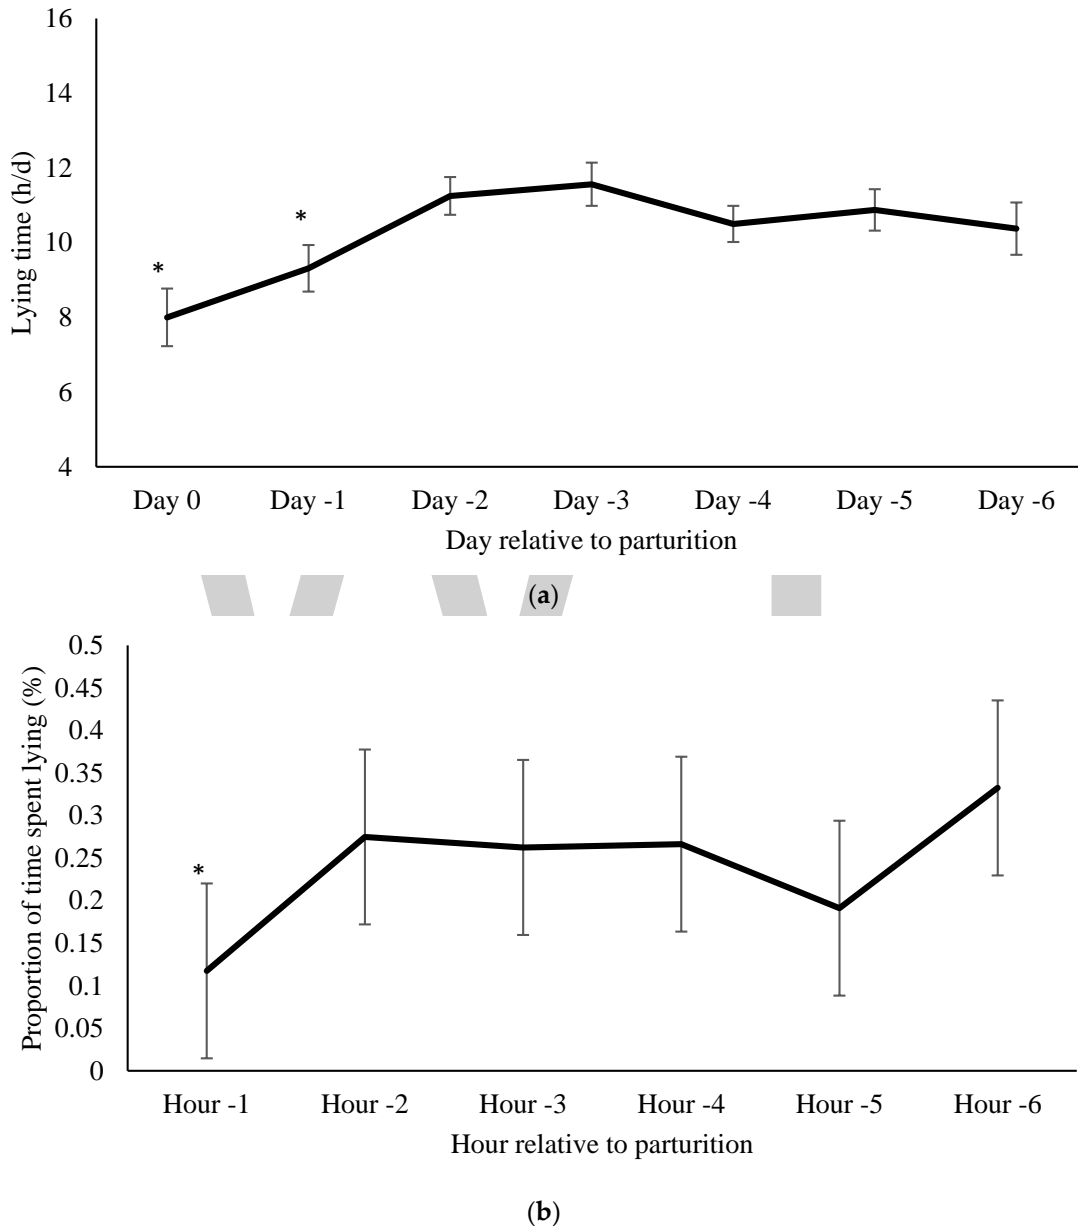 16
14
12
10
8
6
4
Lying time (h/d)
*
*
Day 0 Day -1 Day -2 Day -3 Day -4 Day -5 Day -6
Day relative to parturition
(a)
0.5
0.45
0.4
0.35
0.3
0.25
0.2
0.15
0.1
0.05
0
Proportion of time spent lying (%)
*
Hour -1 Hour -2 Hour -3 Hour -4 Hour -5 Hour -6
Hour relative to parturition
(b)